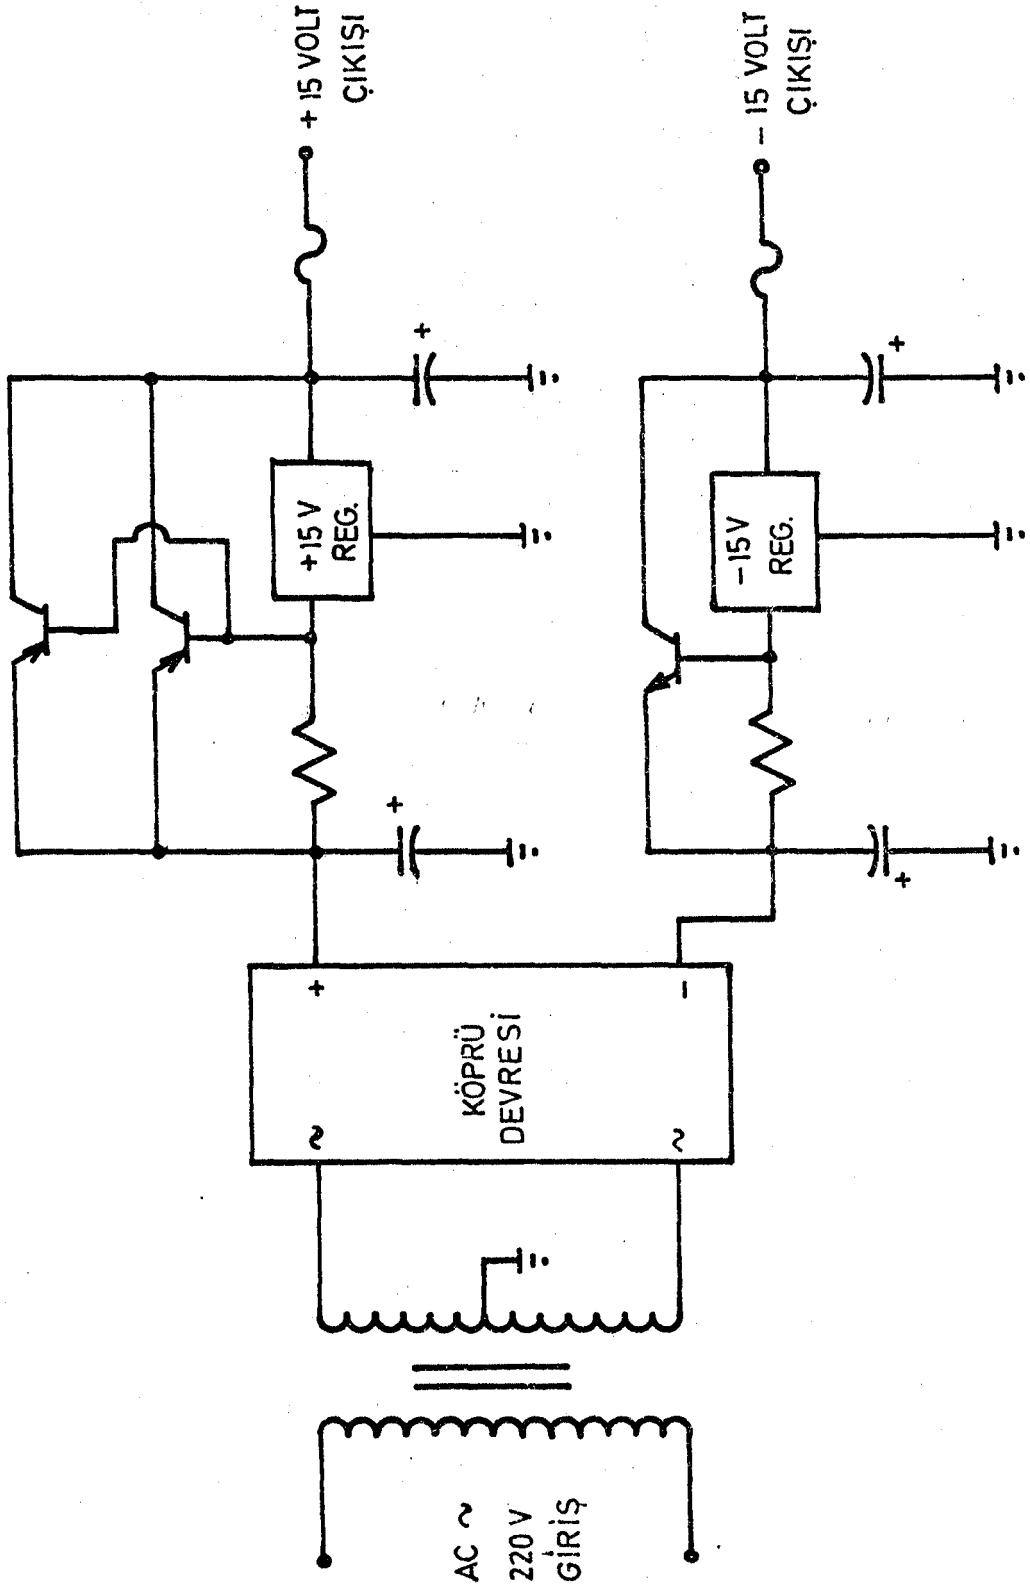 AC ~
220 V
GİRİŞ
~
~
KÖPRÜ
DEVRESİ
+
-
+
+15 V
REG.
+
+15 VOLT
ÇIKIŞI
+
-15 V
REG.
+
- 15 VOLT
ÇIKIŞI